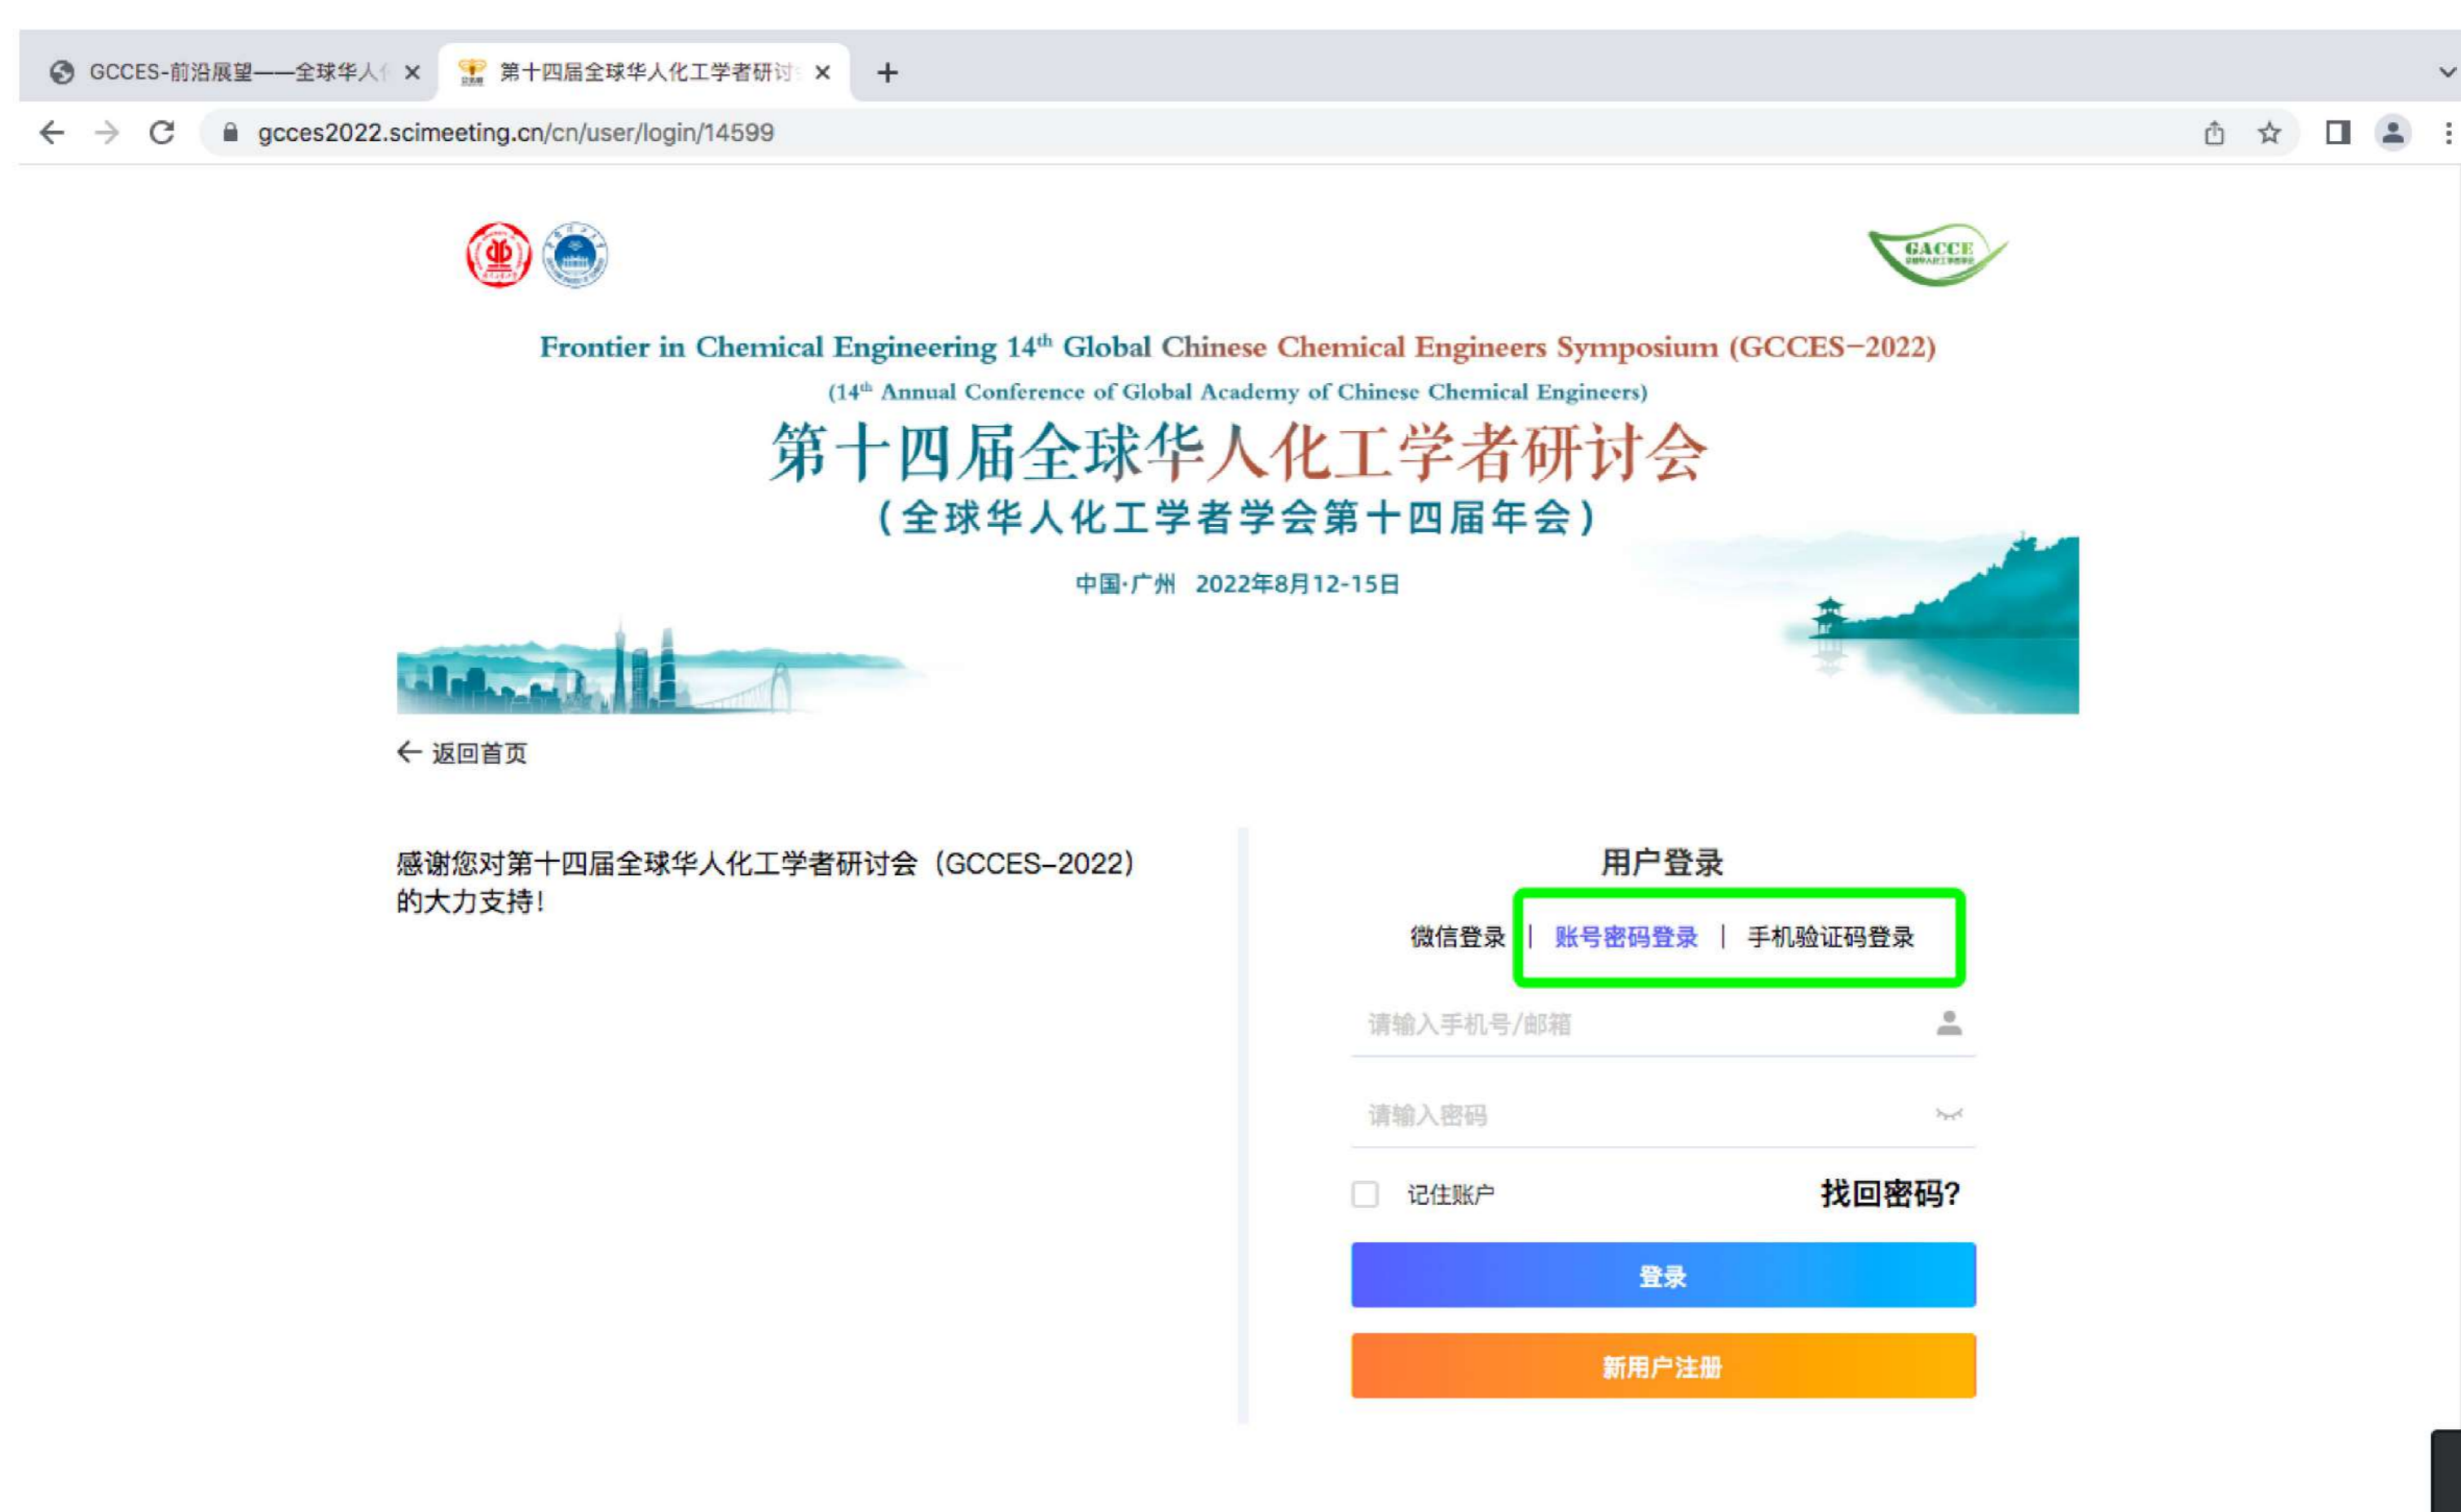 GCCES-前沿展望——全球华人
第十四届全球华人化工学者研讨
gcces2022.scimeeting.cn/cn/user/login/14599
GACCE
Frontier in Chemical Engineering 14th Global Chinese Chemical Engineers Symposium (GCCES-2022)
(14th Annual Conference of Global Academy of Chinese Chemical Engineers)
第十四届全球华人化工学者研讨会
(全球华人化工学者学会第十四届年会)
中国·广州 2022年8月12-15日
返回首页
感谢您对第十四届全球华人化工学者研讨会（GCCES-2022）
的大力支持！
用户登录
微信登录 | 账号密码登录 | 手机验证码登录
请输入手机号/邮箱
请输入密码
记住账户 找回密码?
登录
新用户注册